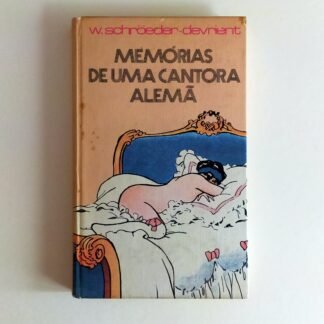 w. schröeder-devrient
MEMÓRIAS
DE UMA CANTORA
ALEMÃ